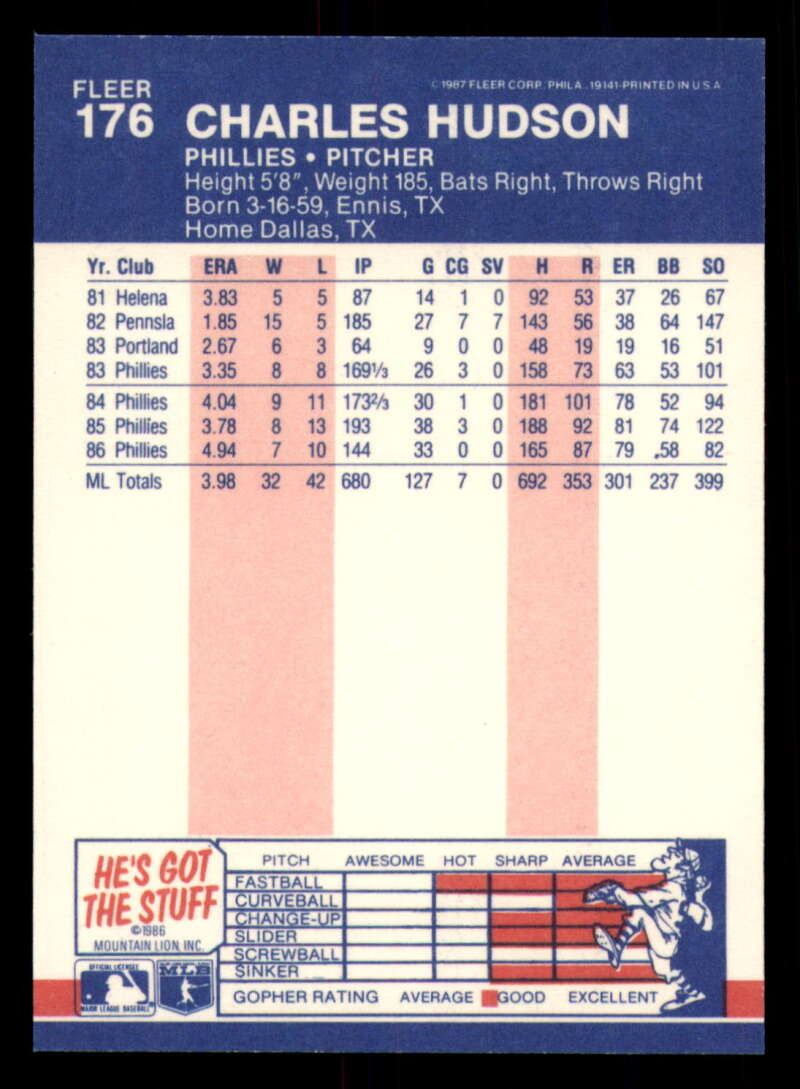 FLEER
© 1987 FLEER CORP. PHILA., 19141-PRINTED IN U.S.A.
176 CHARLES HUDSON
PHILLIES • PITCHER
Height 5'8", Weight 185, Bats Right, Throws Right
Born 3-16-59, Ennis, TX
Home Dallas, TX
Yr. Club ERA W L IP G CG SV H R ER BB SO
81 Helena 3.83 5 5 87 14 1 0 92 53 37 26 67
82 Pennsla 1.85 15 5 185 27 7 7 143 56 38 64 147
83 Portland 2.67 6 3 64 9 0 0 48 19 19 16 51
83 Phillies 3.35 8 8 169⅓ 26 3 0 158 73 63 53 101
84 Phillies 4.04 9 11 173⅔ 30 1 0 181 101 78 52 94
85 Phillies 3.78 8 13 193 38 3 0 188 92 81 74 122
86 Phillies 4.94 7 10 144 33 0 0 165 87 79 58 82
ML Totals 3.98 32 42 680 127 7 0 692 353 301 237 399
HE'S GOT
THE STUFF
©1986
MOUNTAIN LION, INC.
PITCH AWESOME HOT SHARP AVERAGE
FASTBALL
CURVEBALL
CHANGE-UP
SLIDER
SCREWBALL
SINKER
GOPHER RATING AVERAGE GOOD EXCELLENT
OFFICIAL LICENSEE
MAJOR LEAGUE BASEBALL
MLB